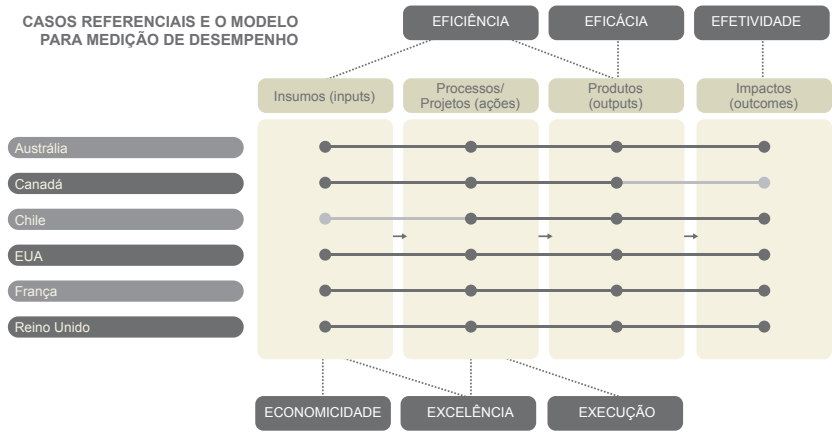 CASOS REFERENCIAIS E O MODELO
PARA MEDIÇÃO DE DESEMPENHO
EFICIÊNCIA
EFICÁCIA
EFETIVIDADE
Insumos (inputs)
Processos/
Projetos (ações)
Produtos
(outputs)
Impactos
(outcomes)
Austrália
Canadá
Chile
EUA
França
Reino Unido
ECONOMICIDADE
EXCELÊNCIA
EXECUÇÃO